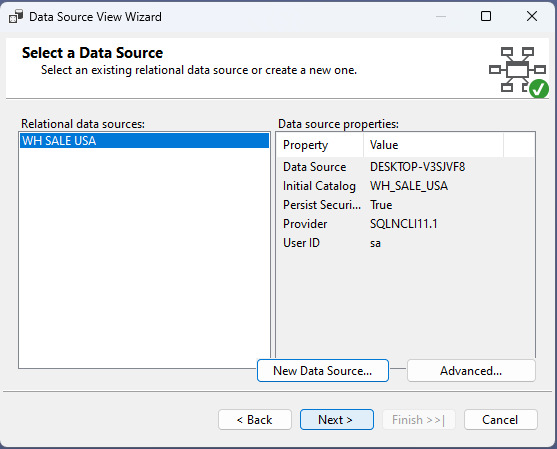 Data Source View Wizard
Select a Data Source
Select an existing relational data source or create a new one.
Relational data sources:
WH SALE USA
Data source properties:
Property Value
Data Source DESKTOP-V3SJVF8
Initial Catalog WH_SALE_USA
Persist Securi... True
Provider SQLNCLI11.1
User ID sa
New Data Source... Advanced...
< Back Next > Finish >>| Cancel